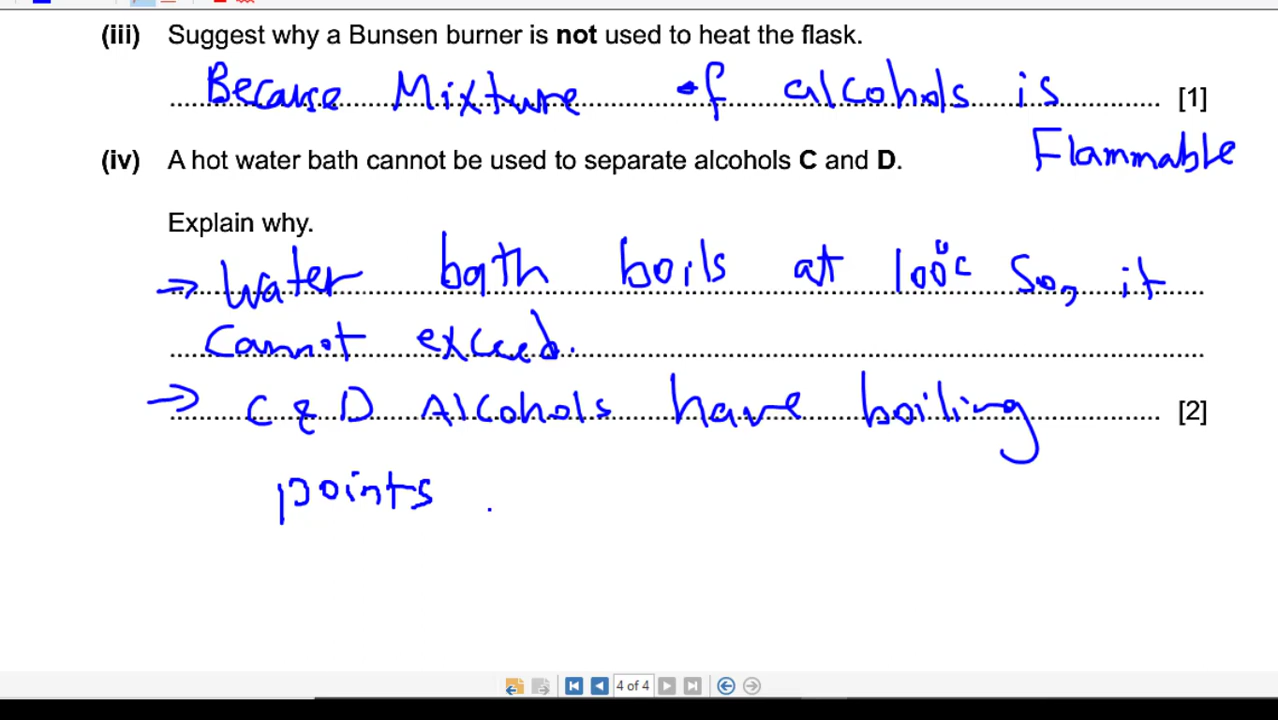 (iii) Suggest why a Bunsen burner is not used to heat the flask.
Because Mixture of alcohols is [1]
Flammable
(iv) A hot water bath cannot be used to separate alcohols C and D.
Explain why.
→ Water bath boils at 100°C So, it
Cannot exceed.
→ C & D Alcohols have boiling [2]
points .
4 of 4